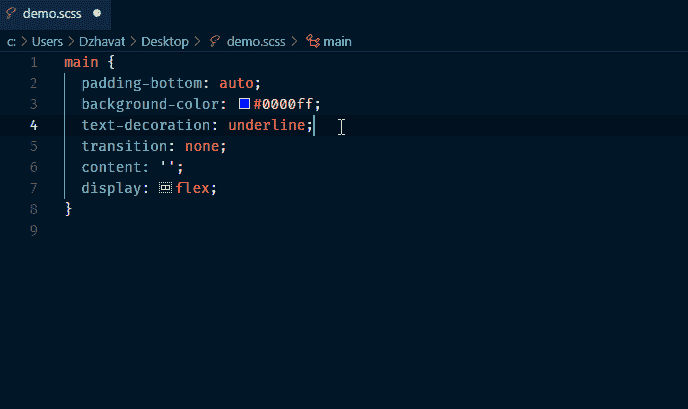 demo.scss
c: > Users > Dzhavat > Desktop > demo.scss > main
1 main {
2 padding-bottom: auto;
3 background-color: #0000ff;
4 text-decoration: underline;
5 transition: none;
6 content: '';
7 display: flex;
8 }
9